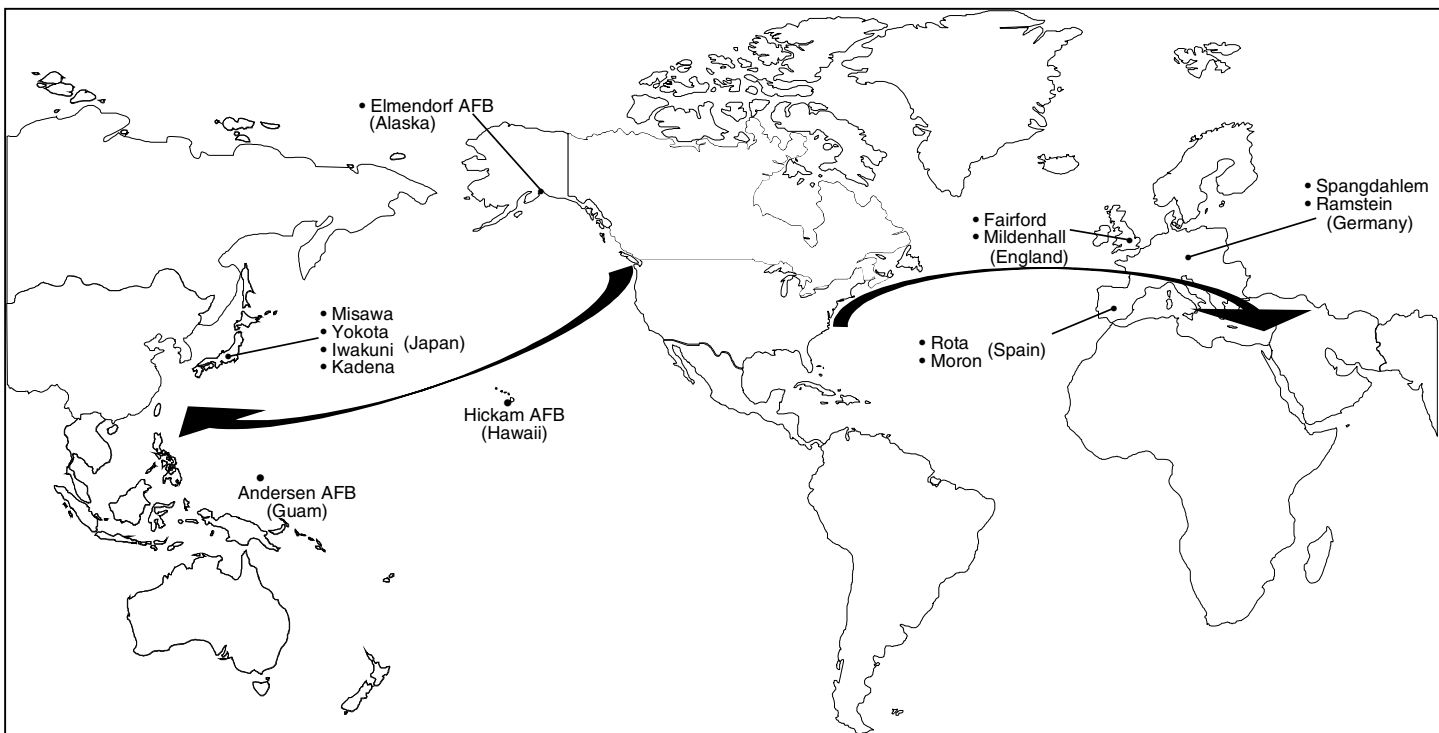 • Elmendorf AFB
(Alaska)
• Spangdahlem
• Ramstein
(Germany)
• Fairford
• Mildenhall
(England)
• Misawa
• Yokota
• Iwakuni (Japan)
• Kadena
• Rota (Spain)
• Moron
Hickam AFB
(Hawaii)
Andersen AFB
(Guam)